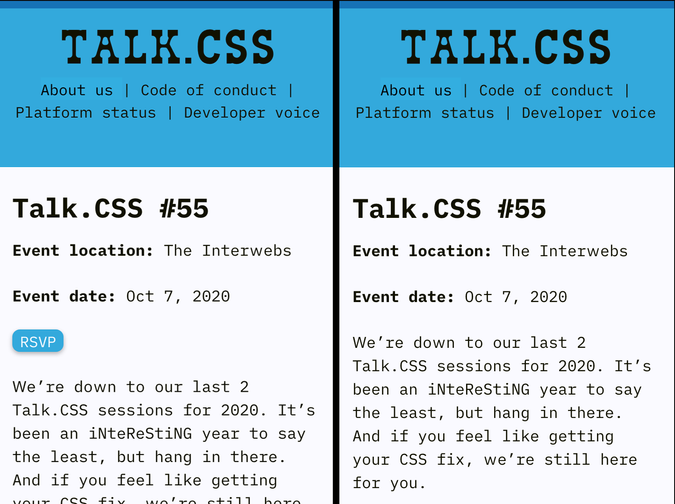 TALK.CSS
About us | Code of conduct |
Platform status | Developer voice
Talk.CSS #55
Event location: The Interwebs
Event date: Oct 7, 2020
RSVP
We’re down to our last 2
Talk.CSS sessions for 2020. It’s
been an iNteReStiNG year to say
the least, but hang in there.
And if you feel like getting
your CSS fix, we’re still here
TALK.CSS
About us | Code of conduct |
Platform status | Developer voice
Talk.CSS #55
Event location: The Interwebs
Event date: Oct 7, 2020
We’re down to our last 2
Talk.CSS sessions for 2020. It’s
been an iNteReStiNG year to say
the least, but hang in there.
And if you feel like getting
your CSS fix, we’re still here
for you.